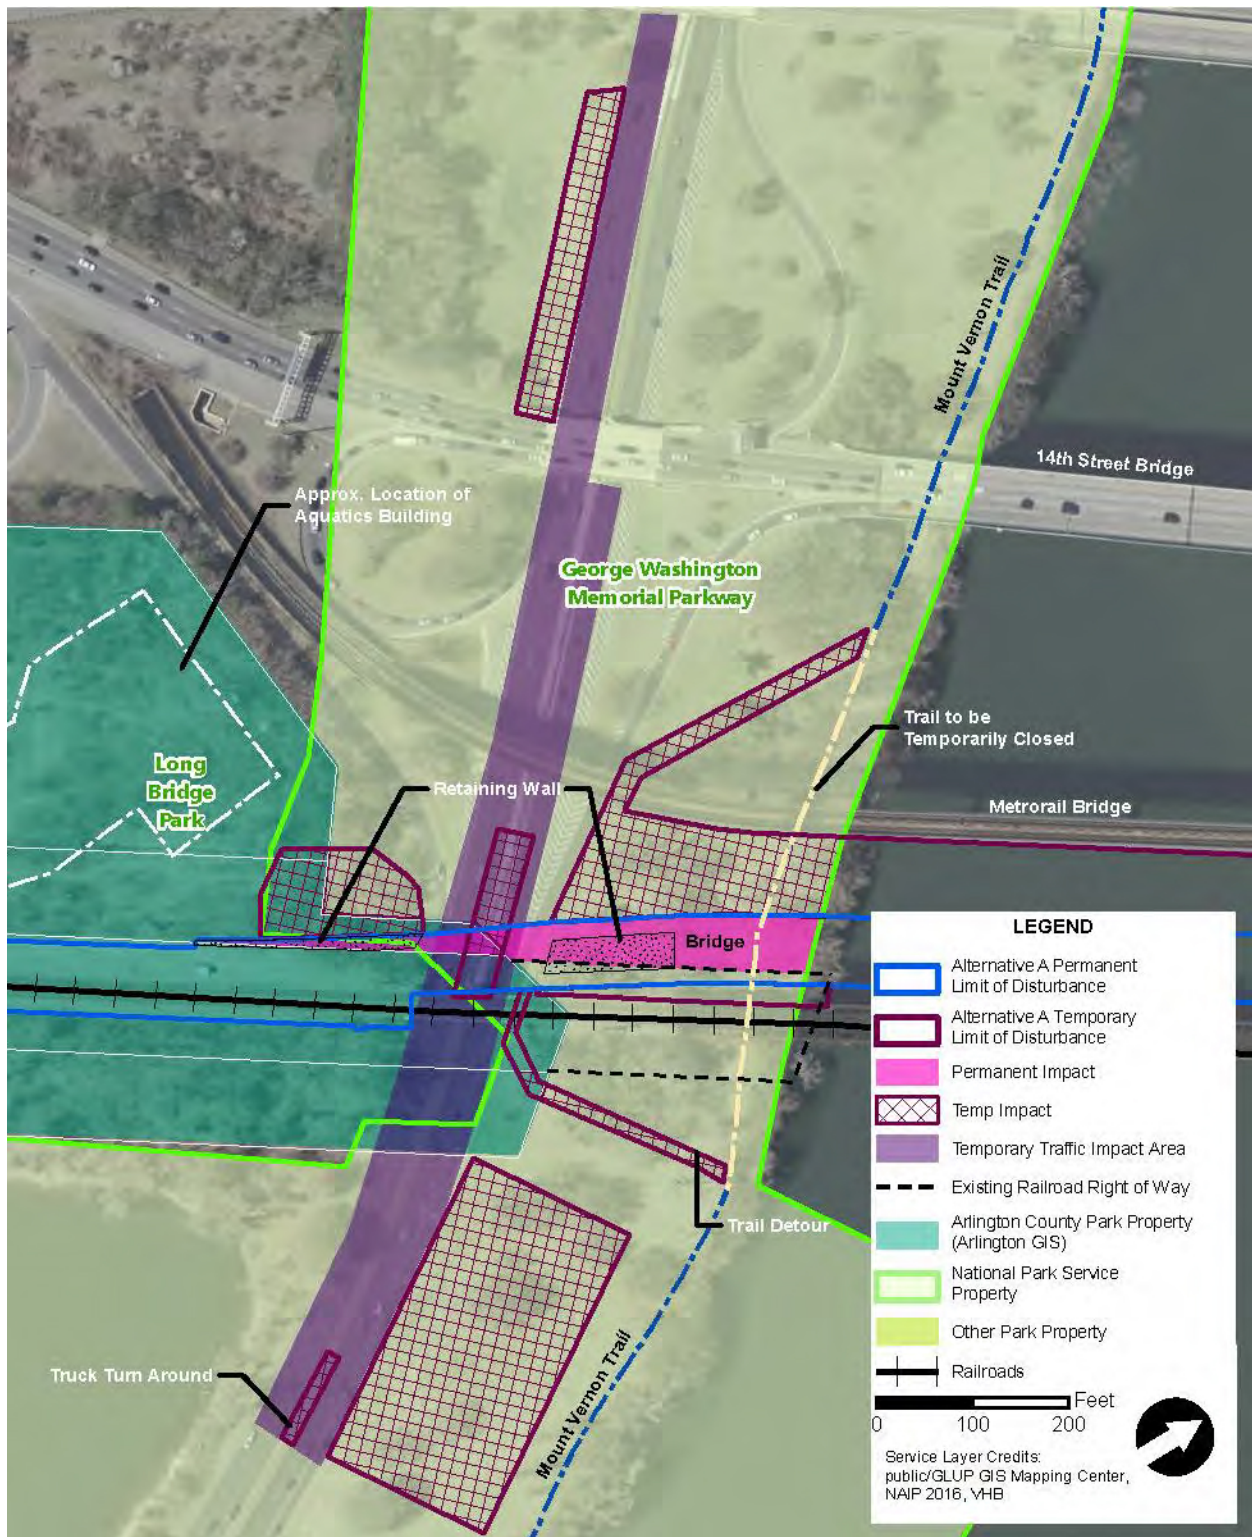 Mount Vernon Trail
14th Street Bridge
Approx. Location of
Aquatics Building
George Washington
Memorial Parkway
Trail to be
Temporarily Closed
Long
Bridge
Park
Retaining Wall
Metrorail Bridge
Bridge
Trail Detour
Truck Turn Around
Mount Vernon Trail
LEGEND
Alternative A Permanent
Limit of Disturbance
Alternative A Temporary
Limit of Disturbance
Permanent Impact
Temp Impact
Temporary Traffic Impact Area
Existing Railroad Right of Way
Arlington County Park Property
(Arlington GIS)
National Park Service
Property
Other Park Property
Railroads
Feet
0 100 200
Service Layer Credits:
public/GLUP GIS Mapping Center,
NAIP 2016, VHB